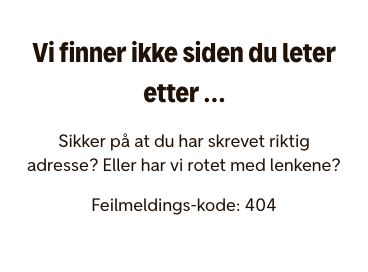 Vi finner ikke siden du leter
etter ...
Sikker på at du har skrevet riktig
adresse? Eller har vi rotet med lenkene?
Feilmeldings-kode: 404